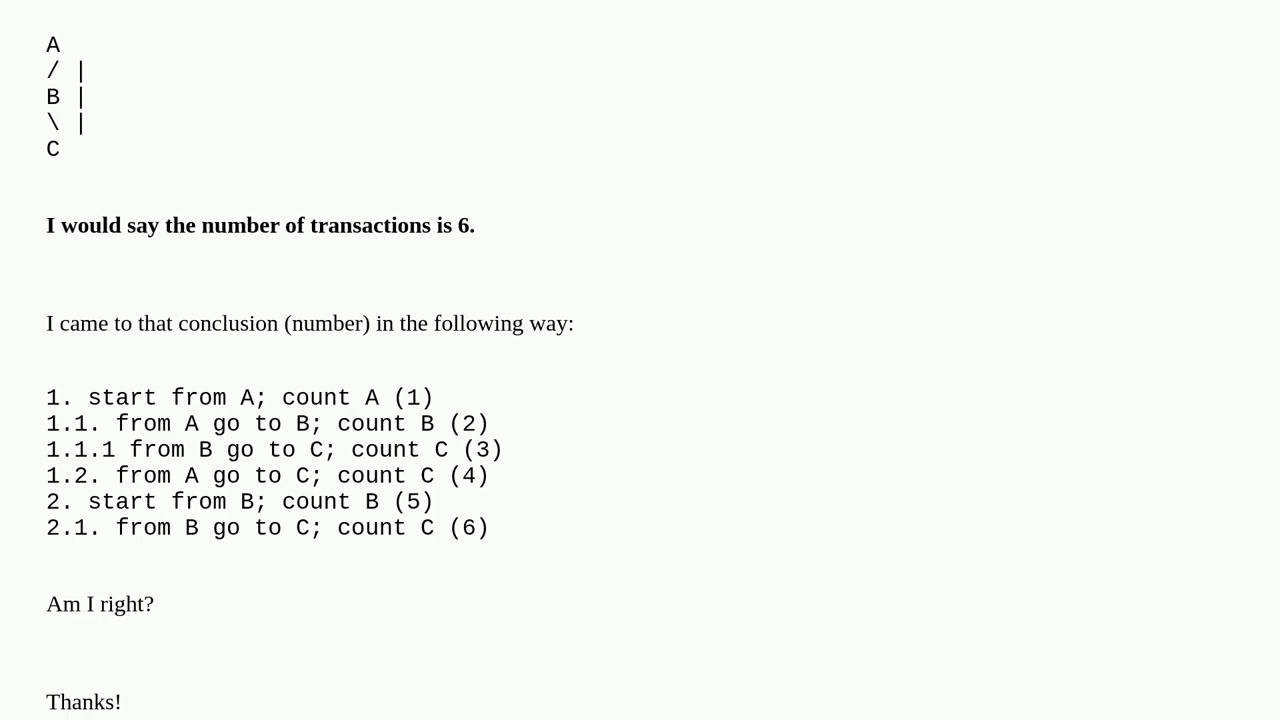 A
/ |
B |
\ |
C
I would say the number of transactions is 6.
I came to that conclusion (number) in the following way:
1. start from A; count A (1)
1.1. from A go to B; count B (2)
1.1.1 from B go to C; count C (3)
1.2. from A go to C; count C (4)
2. start from B; count B (5)
2.1. from B go to C; count C (6)
Am I right?
Thanks!